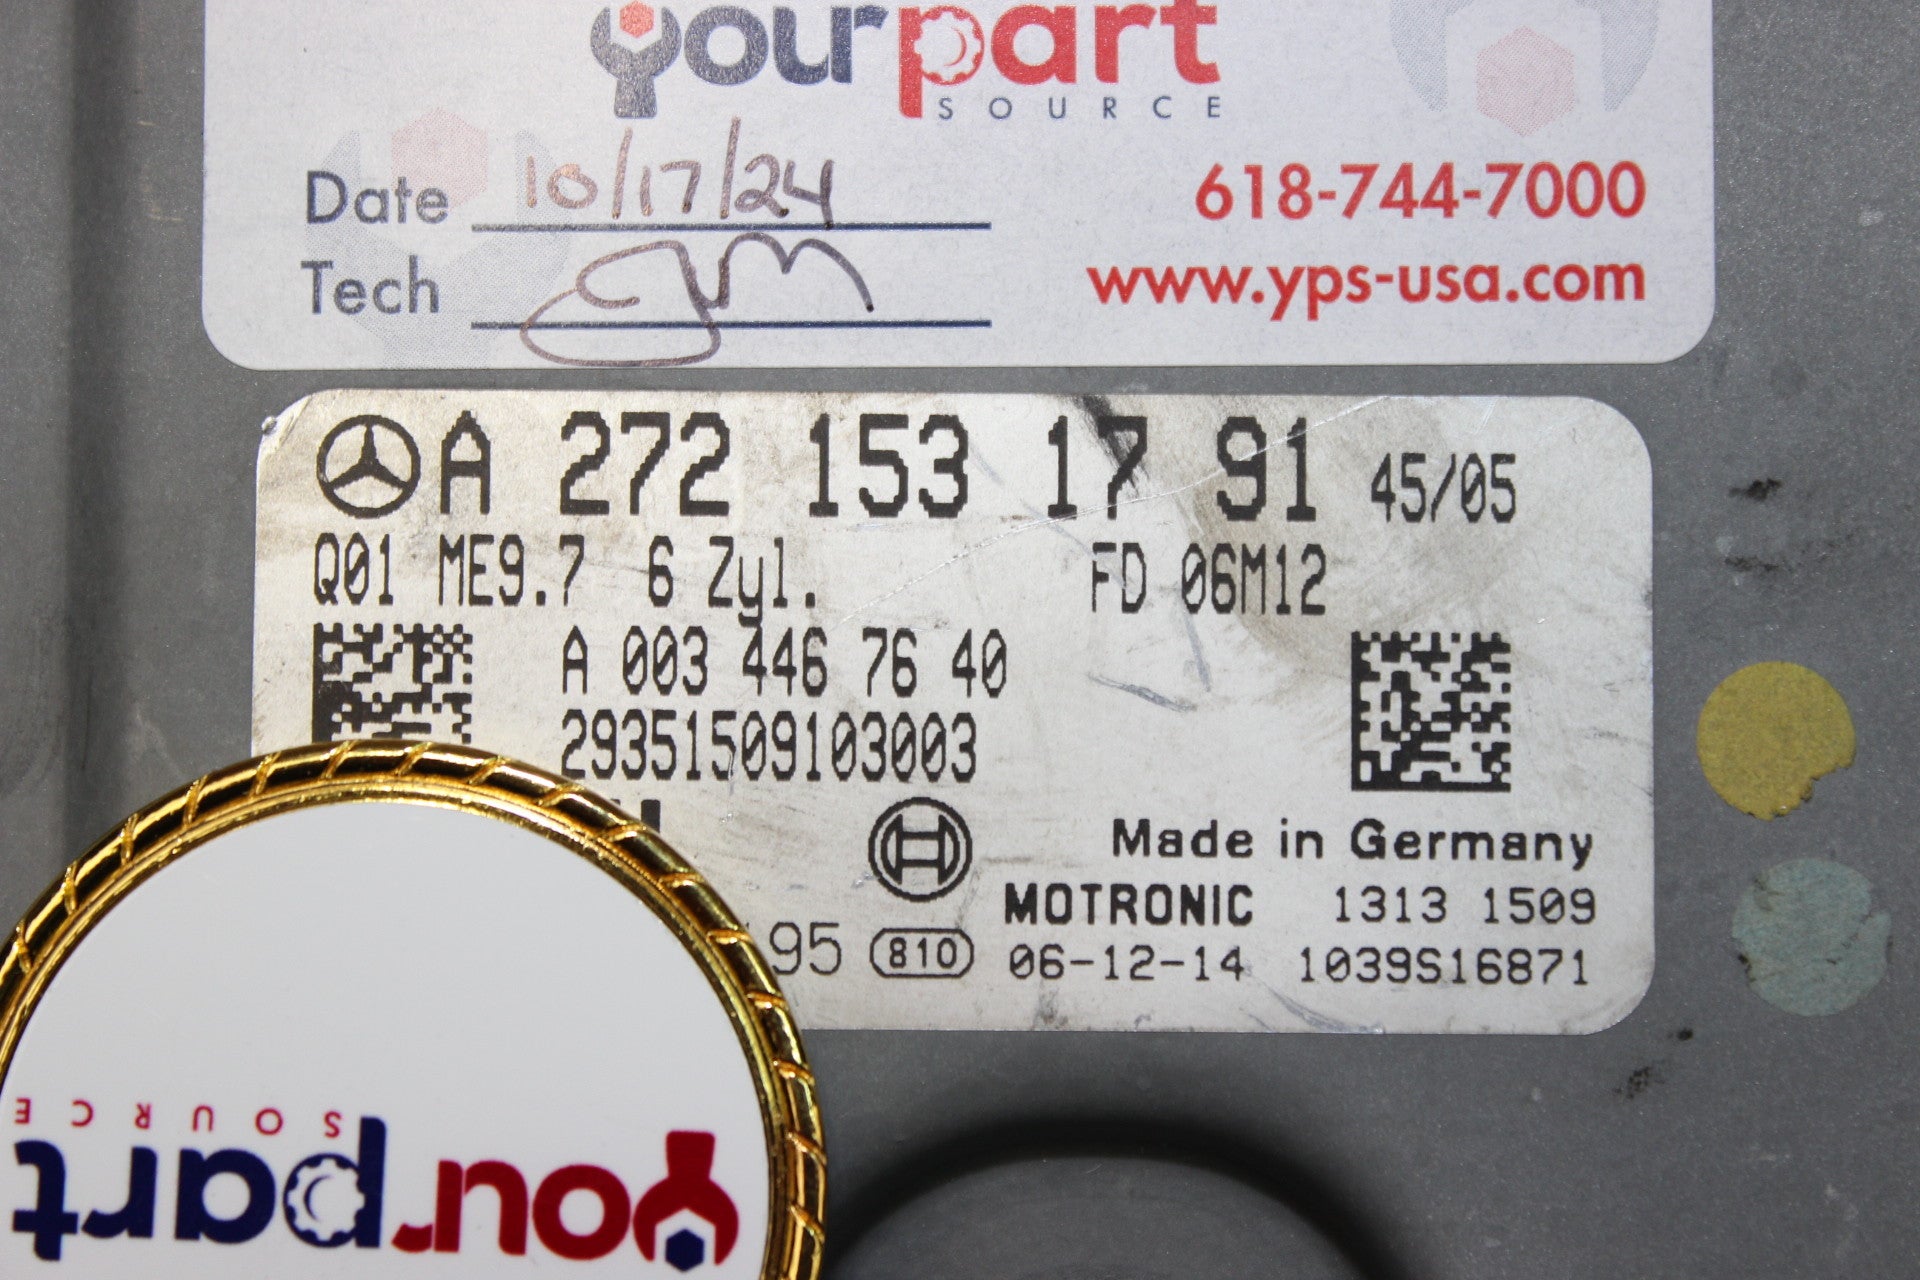 yourpart
SOURCE
Date 10/17/24
618-744-7000
Tech
www.yps-usa.com
A 272 153 17 91 45/05
Q01 ME9.7 6 Zyl. FD 06M12
A 003 446 76 40
29351509103003
Made in Germany
MOTRONIC 1313 1509
95 810 06-12-14 1039S16871
yourpart
SOURCE